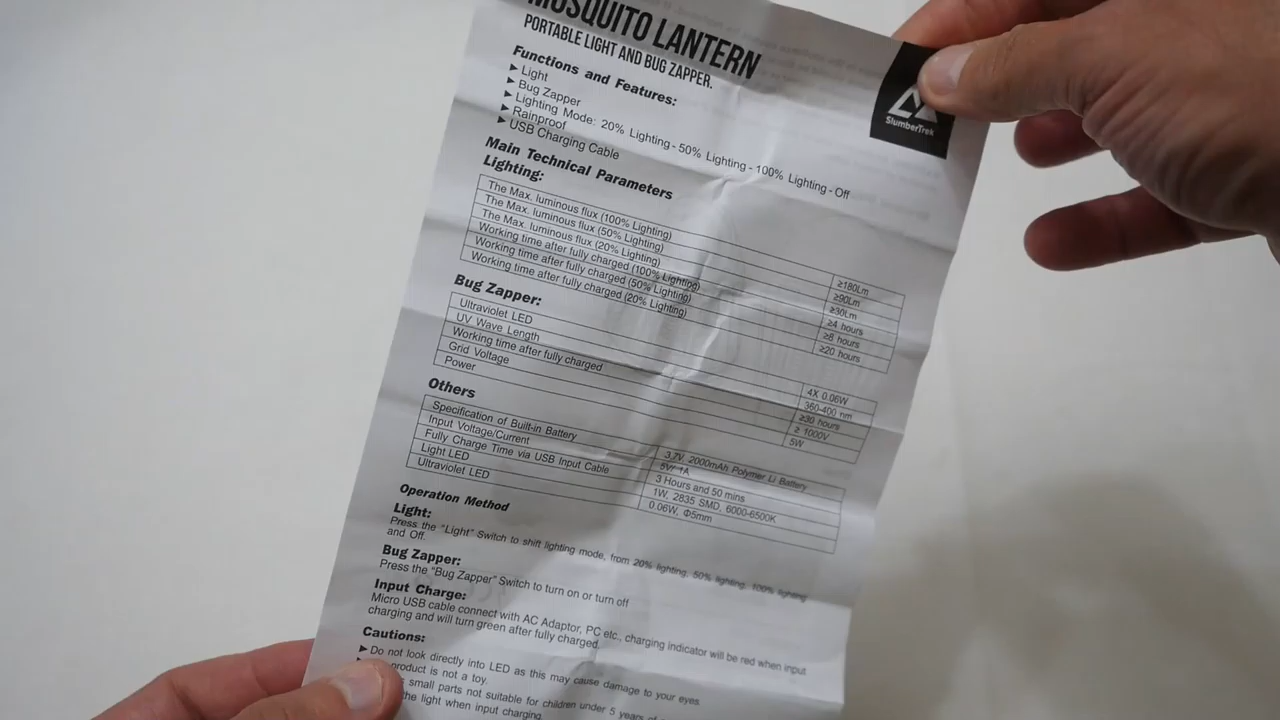 MOSQUITO LANTERN
PORTABLE LIGHT AND BUG ZAPPER.
SlumberTrek
Functions and Features:
► Light
► Bug Zapper
► Lighting Mode: 20% Lighting - 50% Lighting - 100% Lighting - Off
► Rainproof
► USB Charging Cable
Main Technical Parameters
Lighting:
The Max. luminous flux (100% Lighting) ≥180Lm
The Max. luminous flux (50% Lighting) ≥90Lm
The Max. luminous flux (20% Lighting) ≥30Lm
Working time after fully charged (100% Lighting) ≥4 hours
Working time after fully charged (50% Lighting) ≥8 hours
Working time after fully charged (20% Lighting) ≥20 hours
Bug Zapper:
Ultraviolet LED 4X 0.06W
UV Wave Length 360-400 nm
Working time after fully charged ≥30 hours
Grid Voltage ≥ 1000V
Power 5W
Others
Specification of Built-in Battery 3.7V, 2000mAh Polymer Li Battery
Input Voltage/Current 5V/ 1A
Fully Charge Time via USB Input Cable 3 Hours and 50 mins
Light LED 1W, 2835 SMD, 6000-6500K
Ultraviolet LED 0.06W, Φ5mm
Operation Method
Light:
Press the "Light" Switch to shift lighting mode, from 20% lighting, 50% lighting, 100% lighting
and Off.
Bug Zapper:
Press the "Bug Zapper" Switch to turn on or turn off
Input Charge:
Micro USB cable connect with AC Adaptor, PC etc., charging indicator will be red when input
charging and will turn green after fully charged.
Cautions:
► Do not look directly into LED as this may cause damage to your eyes.
product is not a toy.
small parts not suitable for children under 5 years of
the light when input charging.